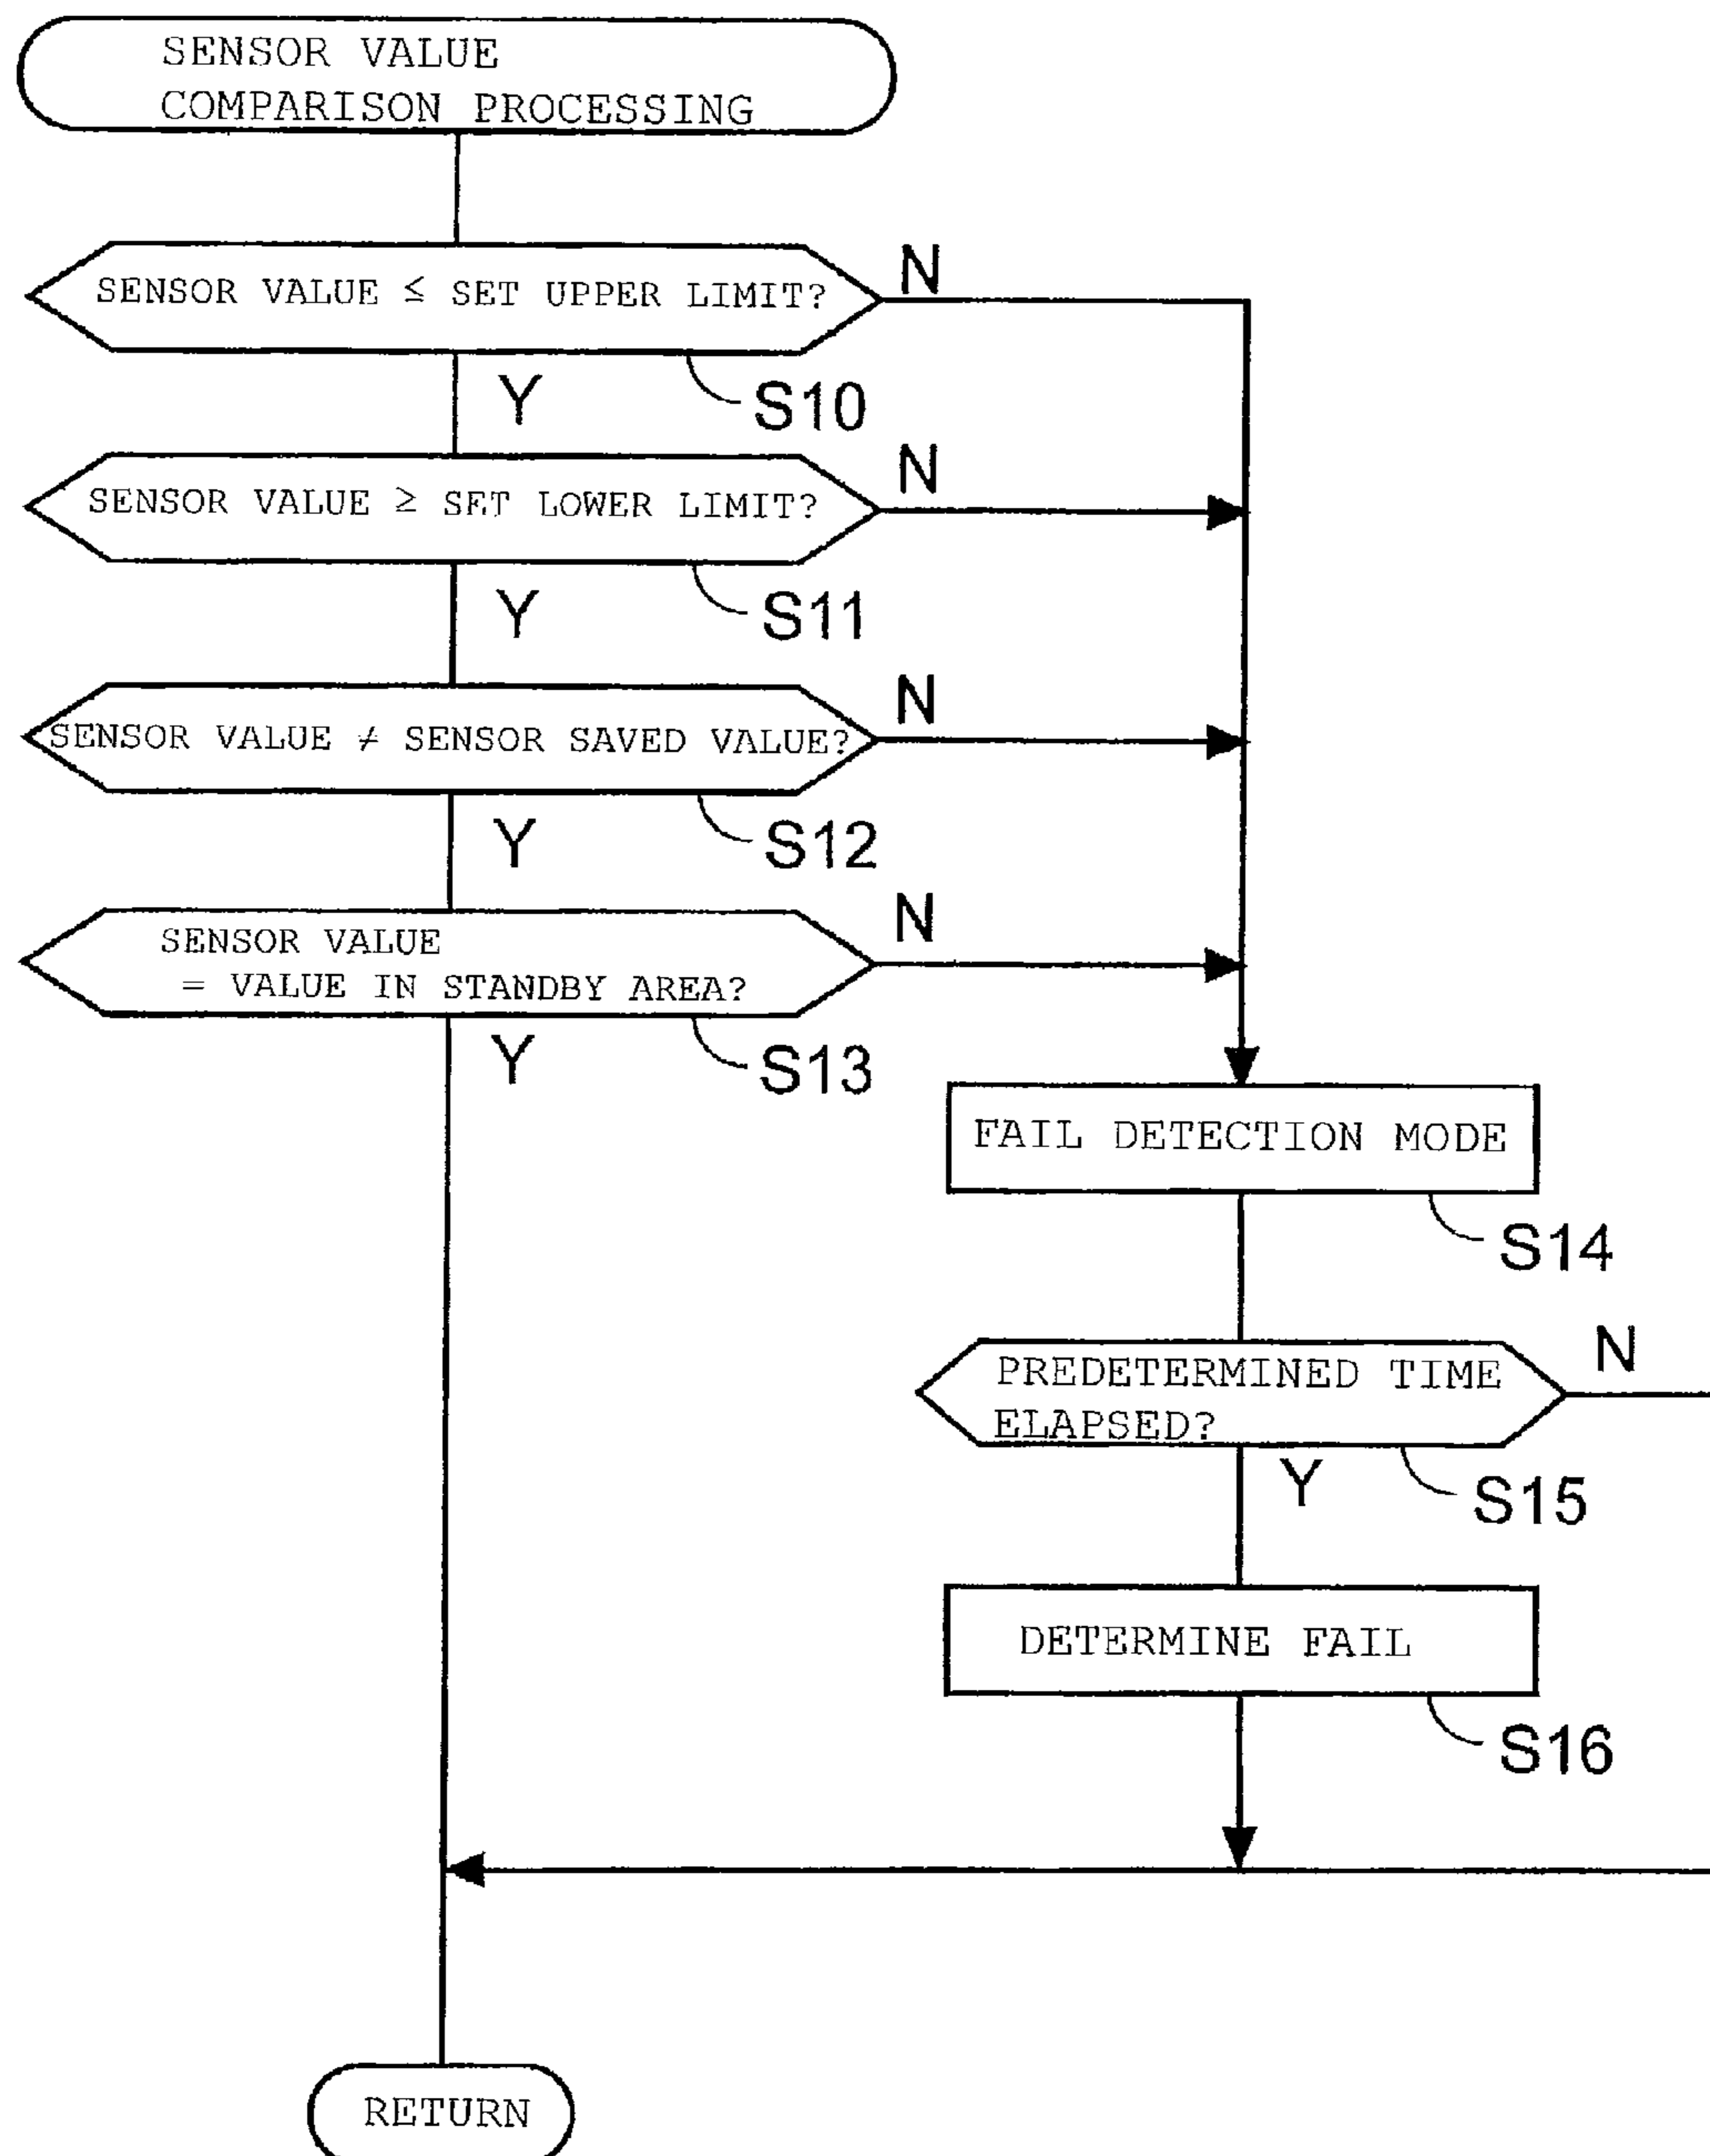 SENSOR VALUE
COMPARISON PROCESSING
SENSOR VALUE ≤ SET UPPER LIMIT?
N
Y
S10
SENSOR VALUE ≥ SET LOWER LIMIT?
N
Y
S11
SENSOR VALUE ≠ SENSOR SAVED VALUE?
N
Y
S12
SENSOR VALUE
= VALUE IN STANDBY AREA?
N
Y
S13
FAIL DETECTION MODE
S14
PREDETERMINED TIME
ELAPSED?
N
Y
S15
DETERMINE FAIL
S16
RETURN